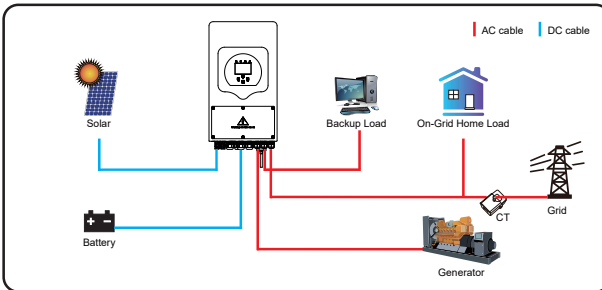 AC cable
DC cable
Solar
Backup Load
On-Grid Home Load
CT
Grid
Battery
Generator